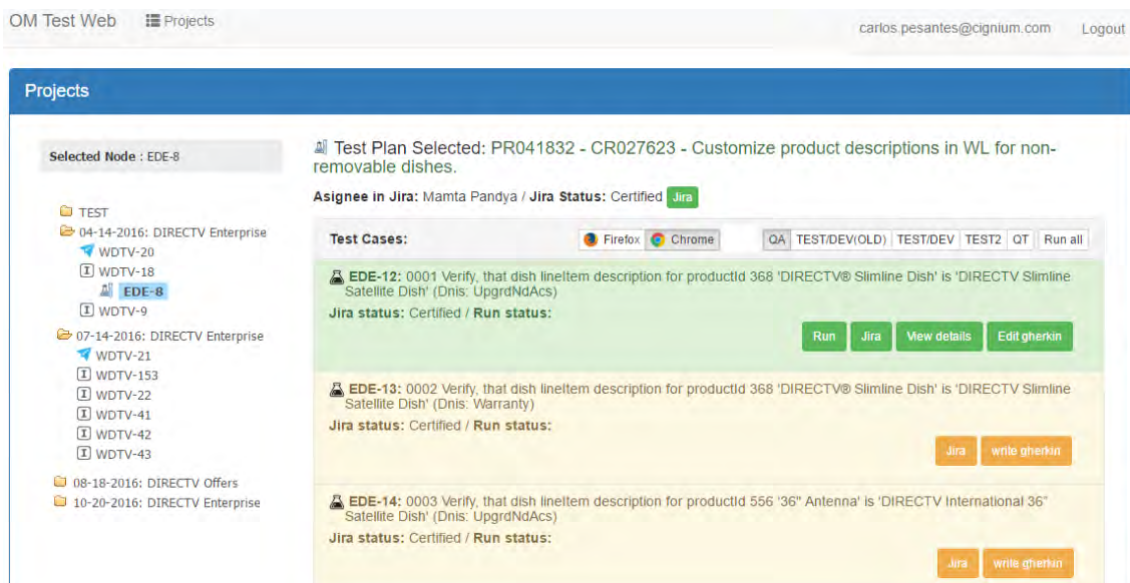 OM Test Web Projects carlos.pesantes@cignium.com Logout
Projects
Selected Node : EDE-8
TEST
04-14-2016: DIRECTV Enterprise
WDTV-20
WDTV-18
EDE-8
WDTV-9
07-14-2016: DIRECTV Enterprise
WDTV-21
WDTV-153
WDTV-22
WDTV-41
WDTV-42
WDTV-43
08-18-2016: DIRECTV Offers
10-20-2016: DIRECTV Enterprise
Test Plan Selected: PR041832 - CR027623 - Customize product descriptions in WL for non-
removable dishes.
Asignee in Jira: Mamta Pandya / Jira Status: Certified Jira
Test Cases: Firefox Chrome QA TEST/DEV(OLD) TEST/DEV TEST2 QT Run all
EDE-12: 0001 Verify, that dish lineItem description for productId 368 'DIRECTV® Slimline Dish' is 'DIRECTV Slimline
Satellite Dish' (Dnis: UpgrdNdAcs)
Jira status: Certified / Run status:
Run Jira View details Edit gherkin
EDE-13: 0002 Verify, that dish lineItem description for productId 368 'DIRECTV® Slimline Dish' is 'DIRECTV Slimline
Satellite Dish' (Dnis: Warranty)
Jira status: Certified / Run status:
Jira write gherkin
EDE-14: 0003 Verify, that dish lineItem description for productId 556 '36" Antenna' is 'DIRECTV International 36"
Satellite Dish' (Dnis: UpgrdNdAcs)
Jira status: Certified / Run status:
Jira write gherkin